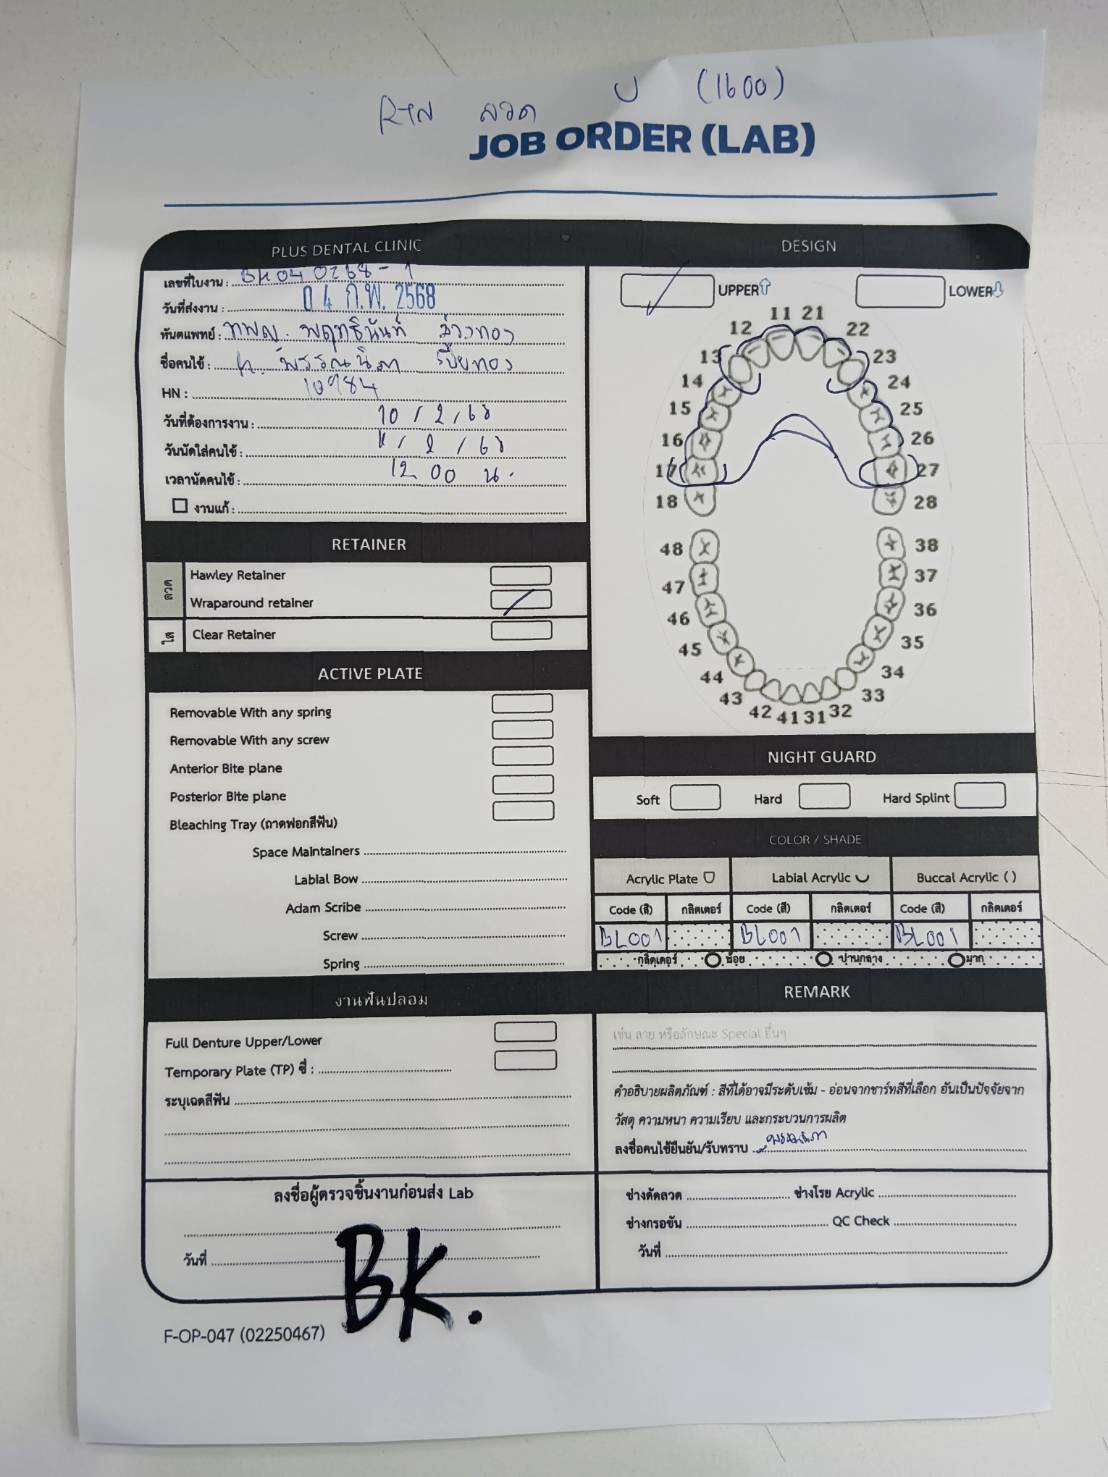 RTN ลวด U (1600)
JOB ORDER (LAB)
PLUS DENTAL CLINIC
เลขที่ใบงาน : BK040268-1
วันที่ส่งงาน : 04 ก.พ. 2568
ทันตแพทย์ : ทพญ. พฤทธินันท์
ชื่อคนไข้ : ค. พรรณนิภา
HN : 10984
วันที่ต้องการงาน : 10 / 2 / 68
วันนัดใส่คนไข้ : 11 / 2 / 68
เวลานัดคนไข้ : 12 00 น.
งานแก้ :
DESIGN
UPPER
LOWER
11 21
12 22
13 23
14 24
15 25
16 26
17 27
18 28
48 38
47 37
46 36
45 35
44 34
43 33
42 41 31 32
RETAINER
ลวด
Hawley Retainer
Wraparound retainer
ใส
Clear Retainer
ACTIVE PLATE
Removable With any spring
Removable With any screw
Anterior Bite plane
Posterior Bite plane
Bleaching Tray (ถาดฟอกสีฟัน)
Space Maintainers
Labial Bow
Adam Scribe
Screw
Spring
NIGHT GUARD
Soft Hard Hard Splint
COLOR / SHADE
Acrylic Plate Labial Acrylic Buccal Acrylic ( )
Code (สี) กลิตเตอร์ Code (สี) กลิตเตอร์ Code (สี) กลิตเตอร์
BL001 BL001 BL001
กลิตเตอร์ น้อย ปานกลาง มาก
งานฟันปลอม
Full Denture Upper/Lower
Temporary Plate (TP) ซี่ :
ระบุเฉดสีฟัน
REMARK
เช่น ลาย หรือลักษณะ Special อื่นๆ
คำอธิบายผลิตภัณฑ์ : สีที่ได้อาจมีระดับเข้ม - อ่อนจากชาร์ทสีที่เลือก อันเป็นปัจจัยจาก
วัสดุ ความหนา ความเรียบ และกระบวนการผลิต
ลงชื่อคนไข้ยืนยัน/รับทราบ
ลงชื่อผู้ตรวจชิ้นงานก่อนส่ง Lab
วันที่
BK.
ช่างดัดลวด ช่างโรย Acrylic
ช่างกรอขัน QC Check
วันที่
F-OP-047 (02250467)